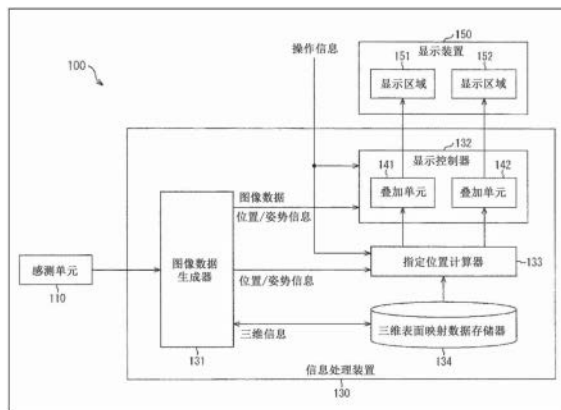 150
显示装置
操作信息
151
152
100
显示区域
显示区域
132
显示控制器
141
142
叠加单元
叠加单元
图像数据
位置/姿势信息
图像数据
生成器
感测单元
110
指定位置计算器
133
位置/姿势信息
三维信息
三维表面映射数据存储器
131
134
信息处理装置
130